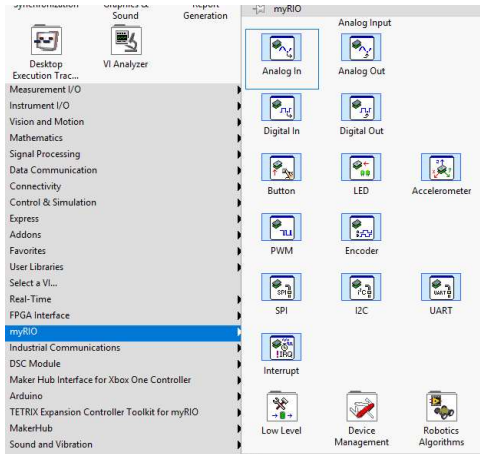 Synchronization
Graphics &
Sound
Report
Generation
Desktop
Execution Trac...
VI Analyzer
Measurement I/O
Instrument I/O
Vision and Motion
Mathematics
Signal Processing
Data Communication
Connectivity
Control & Simulation
Express
Addons
Favorites
User Libraries
Select a VI...
Real-Time
FPGA Interface
myRIO
Industrial Communications
DSC Module
Maker Hub Interface for Xbox One Controller
Arduino
TETRIX Expansion Controller Toolkit for myRIO
MakerHub
Sound and Vibration
myRIO
Analog Input
Analog In
Analog Out
Digital In
Digital Out
Button
LED
Accelerometer
PWM
Encoder
SPI
SPI
I²C
I2C
UART
UART
!IRQ
Interrupt
Low Level
Device
Management
Robotics
Algorithms